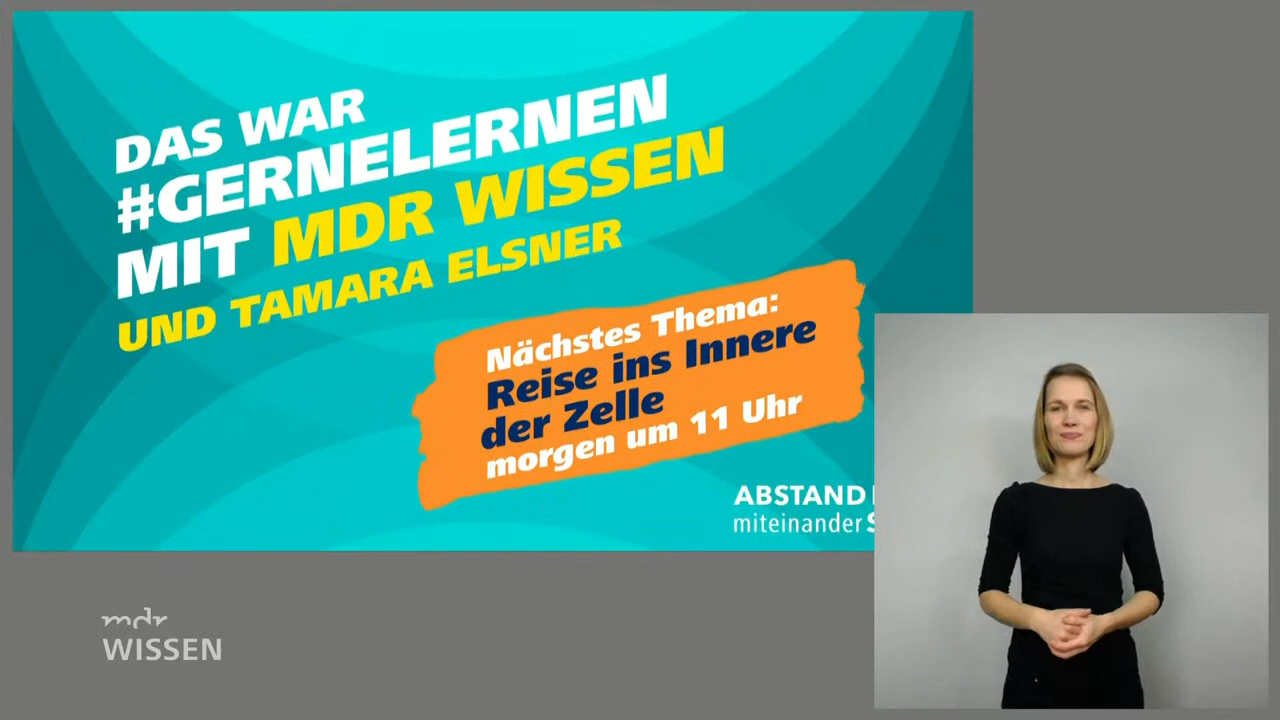 DAS WAR
#GERNELERNEN
MIT MDR WISSEN
UND TAMARA ELSNER
Nächstes Thema:
Reise ins Innere
der Zelle
morgen um 11 Uhr
ABSTAND
miteinander
mdr
WISSEN